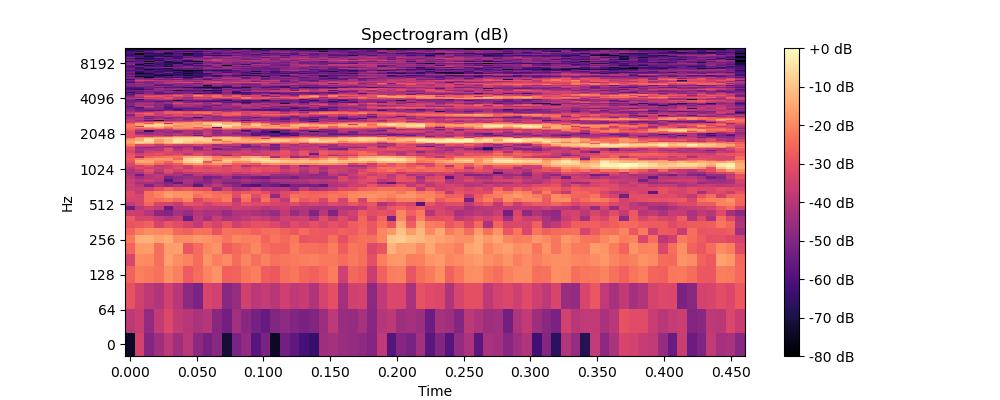 Spectrogram (dB)
Hz
8192
4096
2048
1024
512
256
128
64
0
0.000 0.050 0.100 0.150 0.200 0.250 0.300 0.350 0.400 0.450
Time
+0 dB
-10 dB
-20 dB
-30 dB
-40 dB
-50 dB
-60 dB
-70 dB
-80 dB